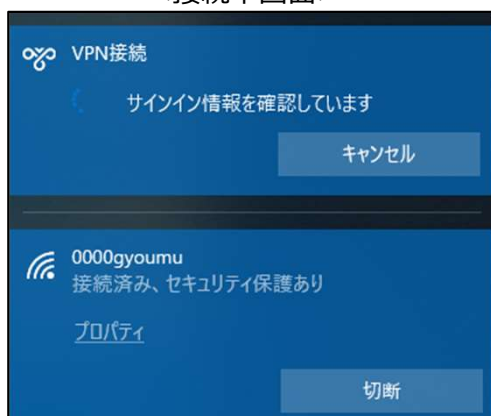 <接続中画面>
VPN接続
サインイン情報を確認しています
キャンセル
0000gyoumu
接続済み、セキュリティ保護あり
プロパティ
切断